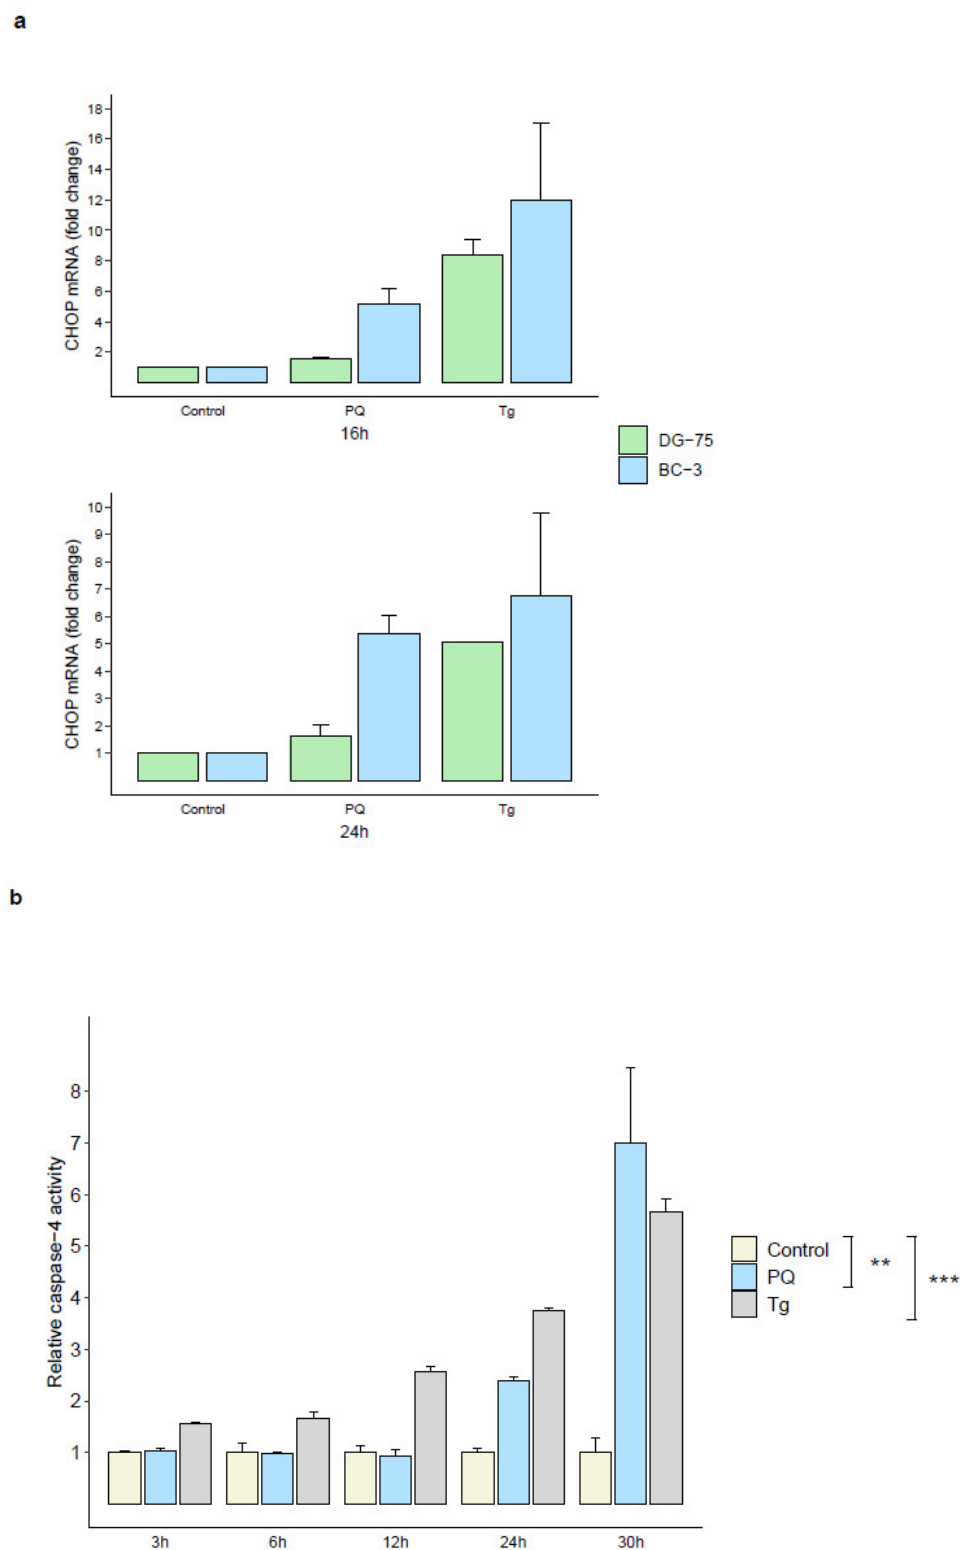 a
CHOP mRNA (fold change)
18
16
14
12
10
8
6
4
2
Control PQ Tg
16h
DG-75
BC-3
CHOP mRNA (fold change)
10
9
8
7
6
5
4
3
2
1
Control PQ Tg
24h
b
Relative caspase-4 activity
8
7
6
5
4
3
2
1
3h 6h 12h 24h 30h
Control
PQ
Tg
**
***